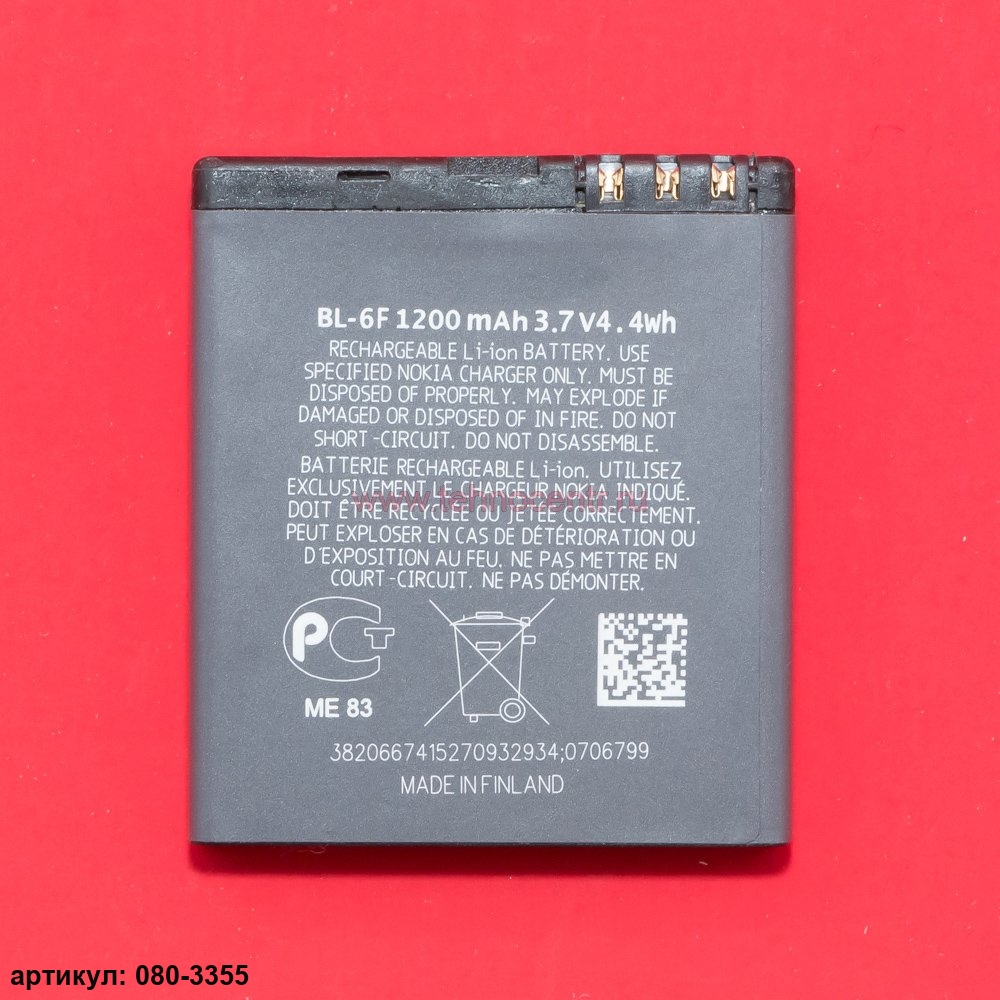 BL-6F 1200 mAh 3.7 V4.4Wh
RECHARGEABLE Li-ion BATTERY. USE
SPECIFIED NOKIA CHARGER ONLY. MUST BE
DISPOSED OF PROPERLY. MAY EXPLODE IF
DAMAGED OR DISPOSED OF IN FIRE. DO NOT
SHORT-CIRCUIT. DO NOT DISASSEMBLE.
BATTERIE RECHARGEABLE Li-ion. UTILISEZ
EXCLUSIVEMENT LE CHARGEUR NOKIA INDIQUÉ.
www.tehnocentr.ru
DOIT ÊTRE RECYCLÉE OU JETÉE CORRECTEMENT.
PEUT EXPLOSER EN CAS DE DÉTÉRIORATION OU
D'EXPOSITION AU FEU. NE PAS METTRE EN
COURT-CIRCUIT. NE PAS DÉMONTER.
РСТ
ME 83
3820667415270932934;0706799
MADE IN FINLAND
артикул: 080-3355